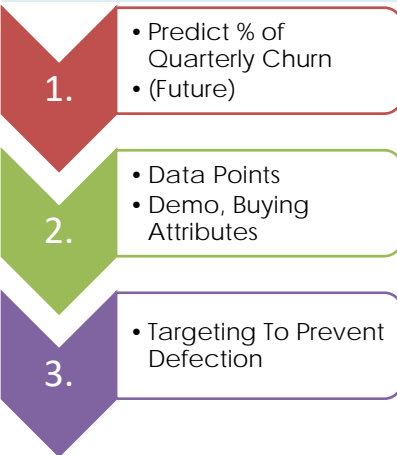 1.
• Predict % of
Quarterly Churn
• (Future)
2.
• Data Points
• Demo, Buying
Attributes
3.
• Targeting To Prevent
Defection